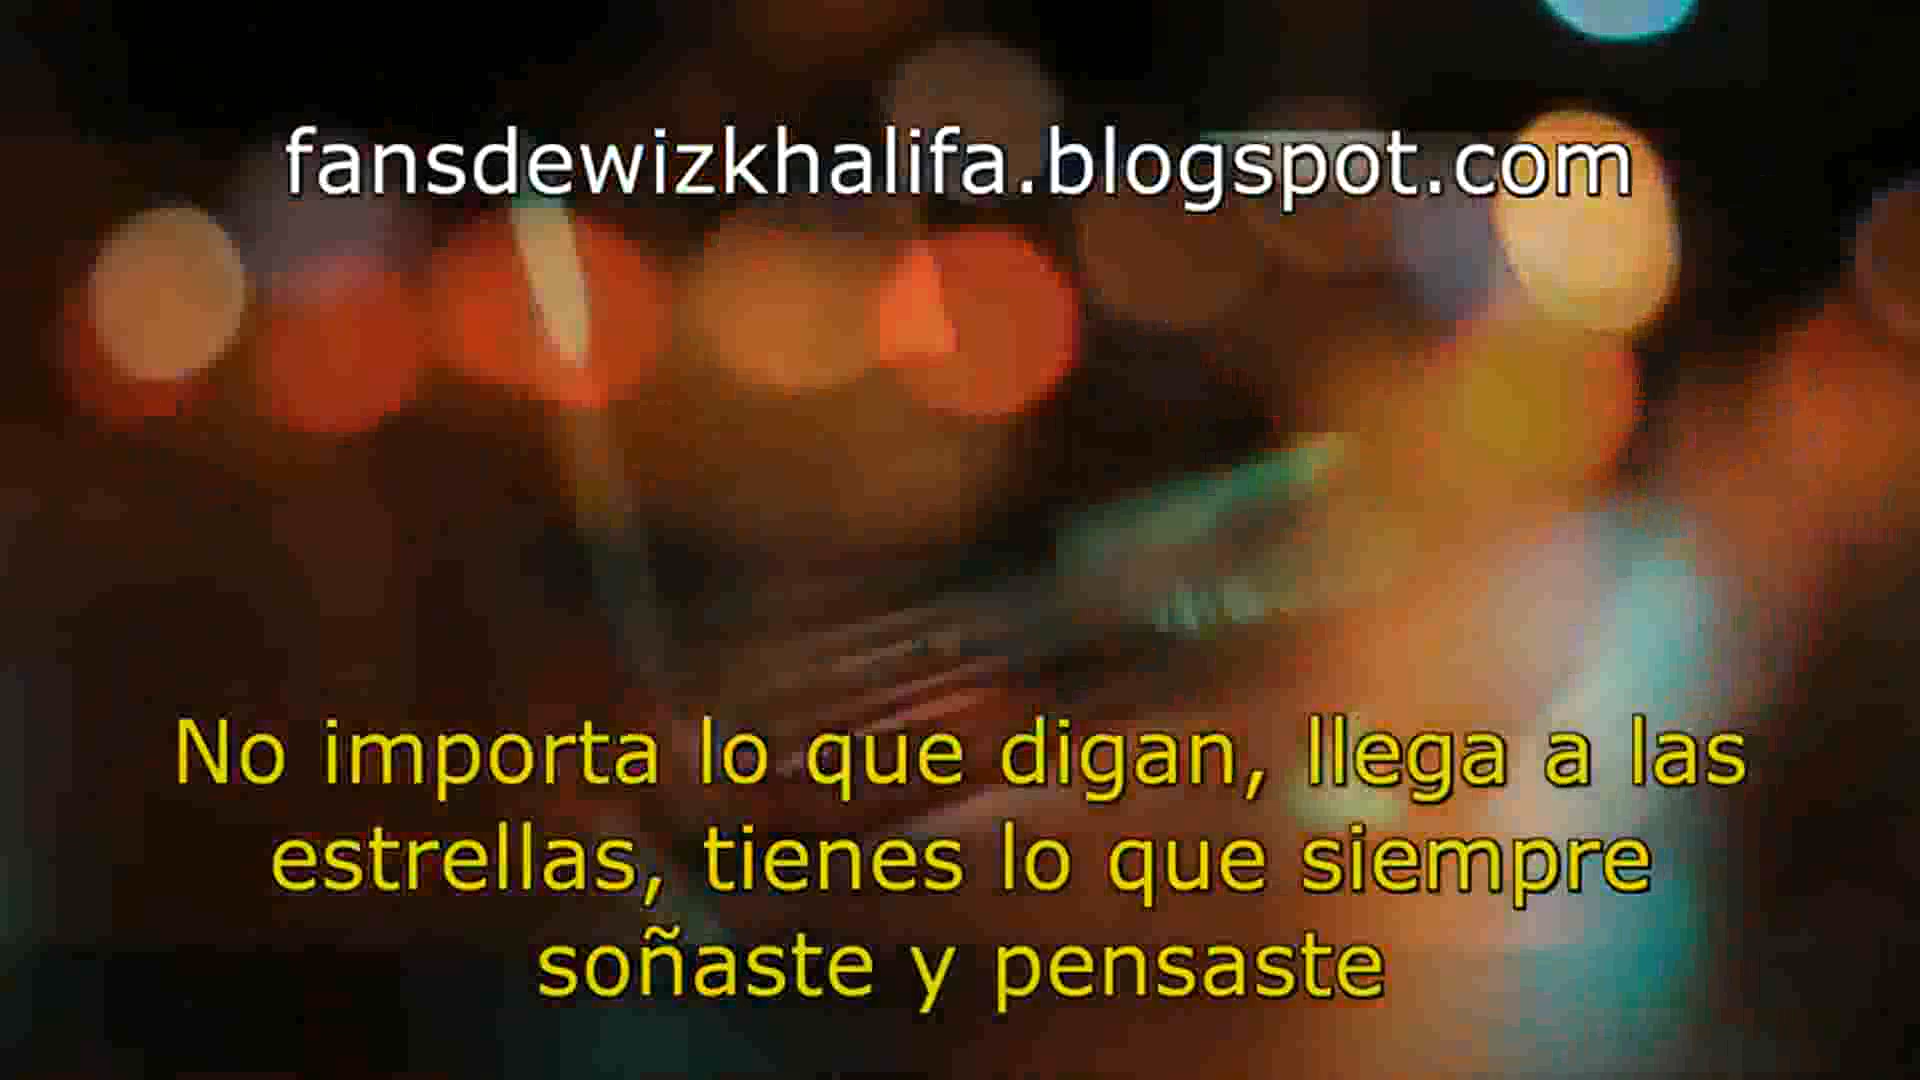 fansdewizkhalifa.blogspot.com
No importa lo que digan, llega a las
estrellas, tienes lo que siempre
soñaste y pensaste